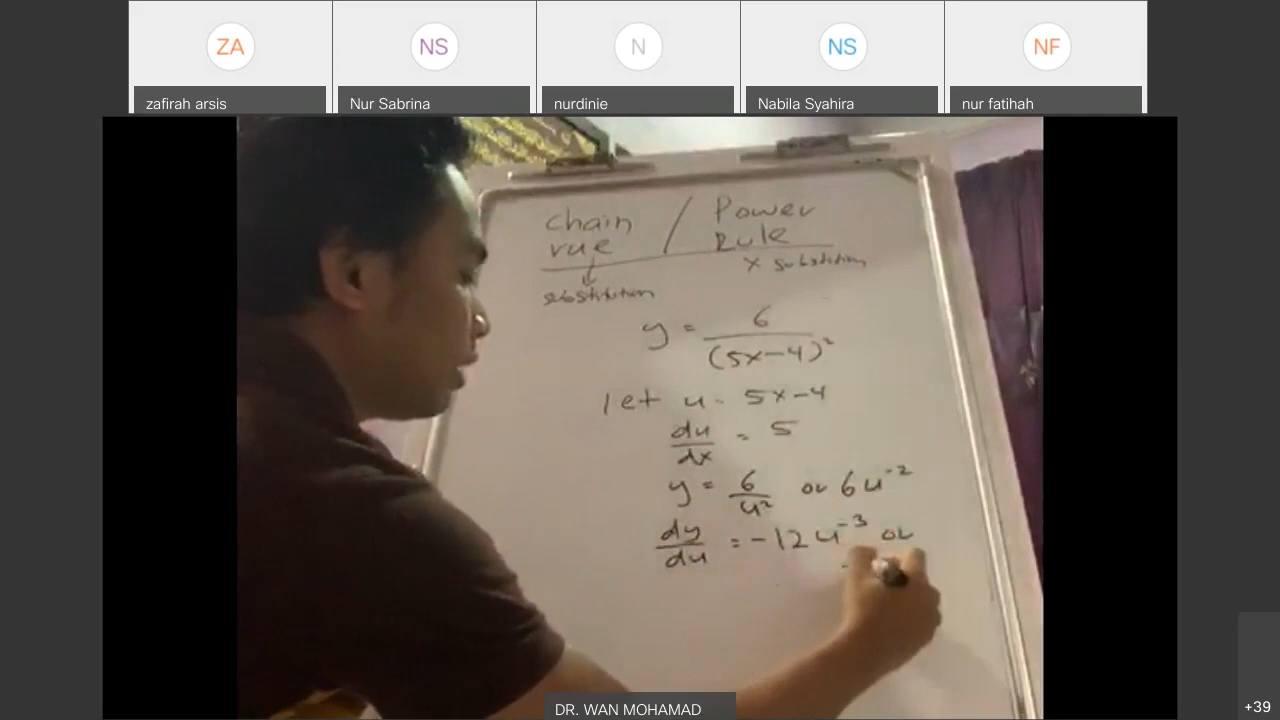 ZA
NS
N
NS
NF
zafirah arsis
Nur Sabrina
nurdinie
Nabila Syahira
nur fatihah
chain rue / Power Rule
substitution
x substitution
y = 6/(5x-4)²
let u = 5x-4
du/dx = 5
y = 6/u² or 6u⁻²
dy/du = -12u⁻³ or
DR. WAN MOHAMAD
+39